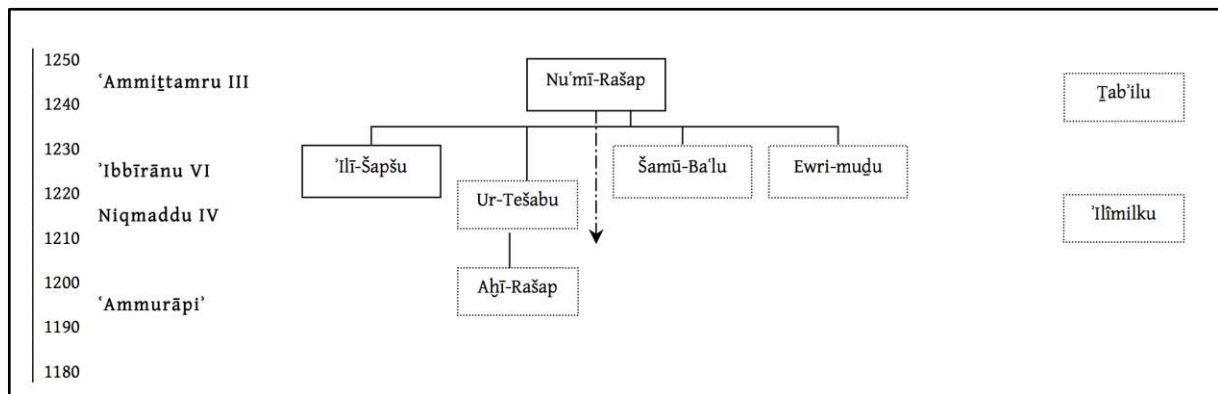 1250
ʿAmmiṯtamru III
Nuʿmī-Rašap
Ṯabʾilu
1240
1230
ʾIbbīrānu VI
ʾIlī-Šapšu
Šamū-Baʿlu
Ewri-muḏu
1220
Ur-Tešabu
Niqmaddu IV
ʾIlîmilku
1210
1200
Aḫī-Rašap
ʿAmmurāpiʾ
1190
1180